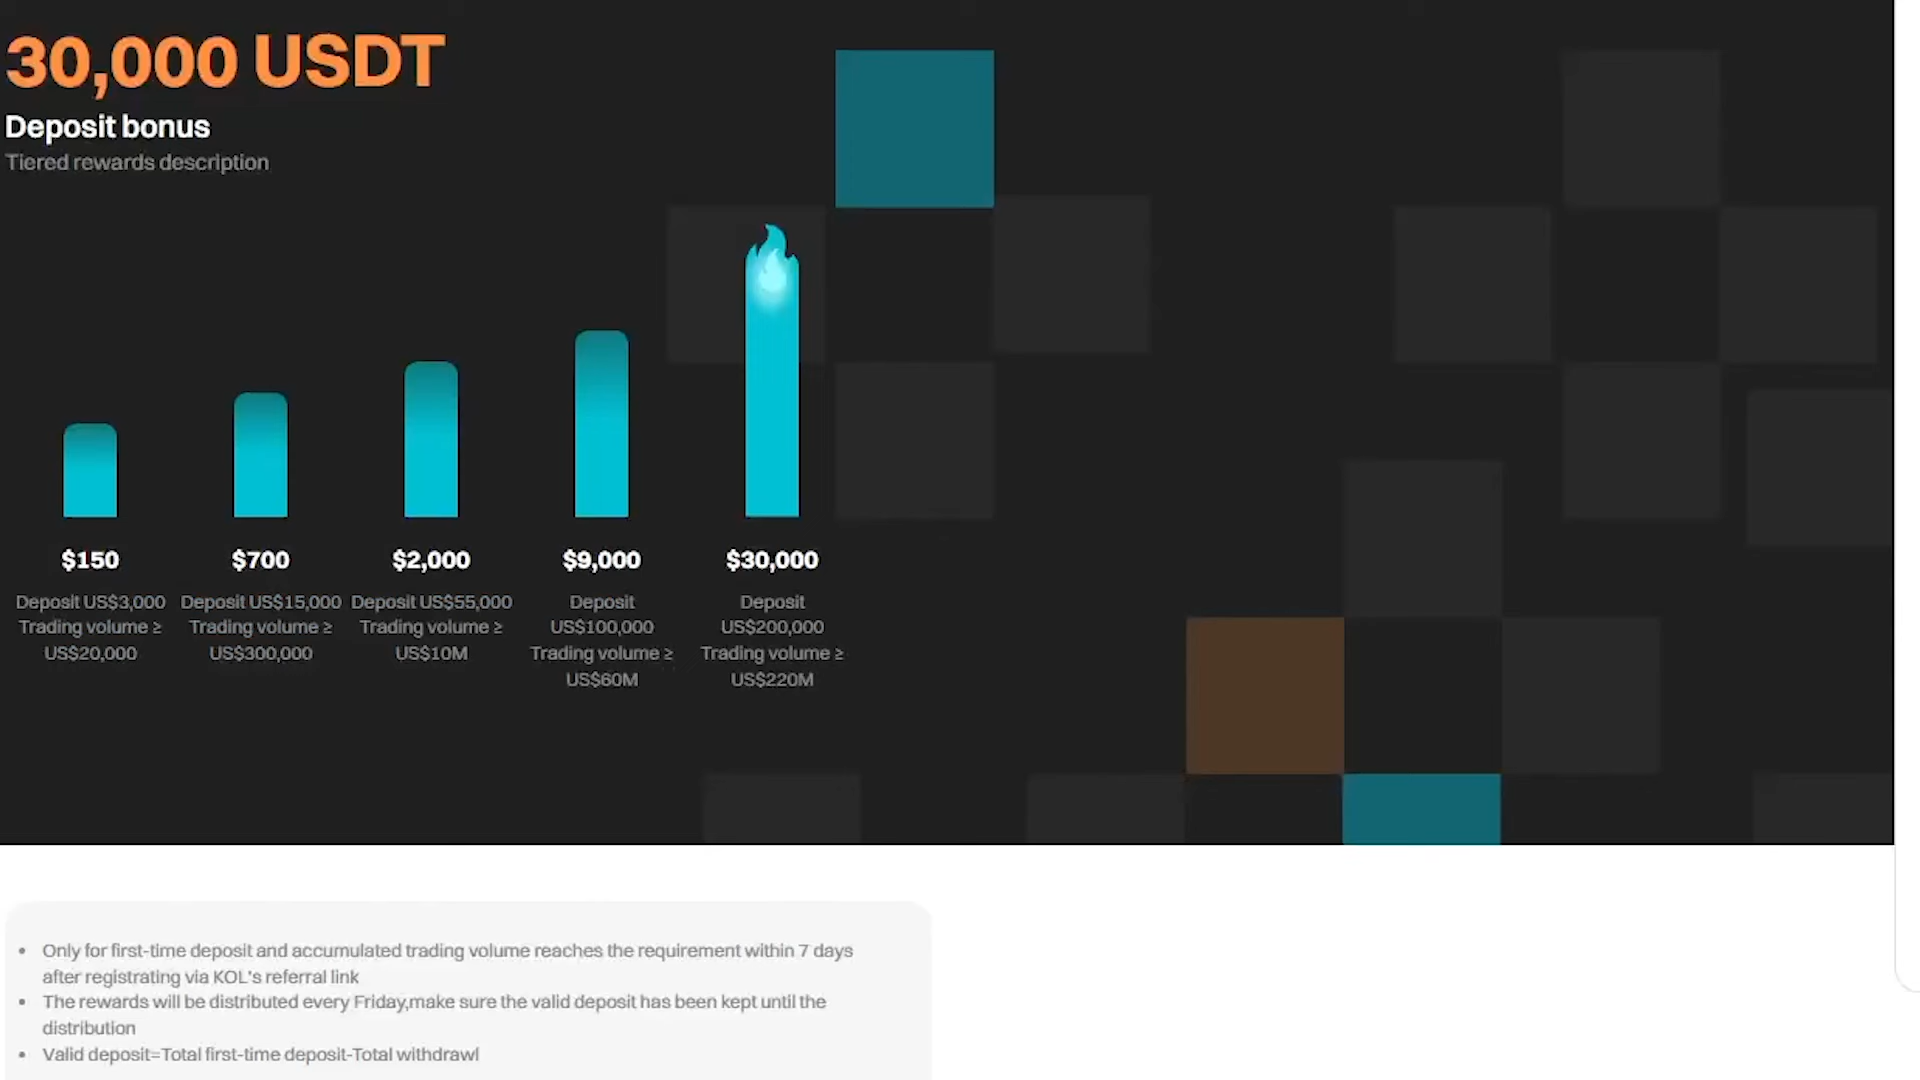 30,000 USDT
Deposit bonus
Tiered rewards description
$150
Deposit US$3,000
Trading volume ≥
US$20,000
$700
Deposit US$15,000
Trading volume ≥
US$300,000
$2,000
Deposit US$55,000
Trading volume ≥
US$10M
$9,000
Deposit
US$100,000
Trading volume ≥
US$60M
$30,000
Deposit
US$200,000
Trading volume ≥
US$220M
• Only for first-time deposit and accumulated trading volume reaches the requirement within 7 days
after registrating via KOL's referral link
• The rewards will be distributed every Friday,make sure the valid deposit has been kept until the
distribution
• Valid deposit=Total first-time deposit-Total withdrawl